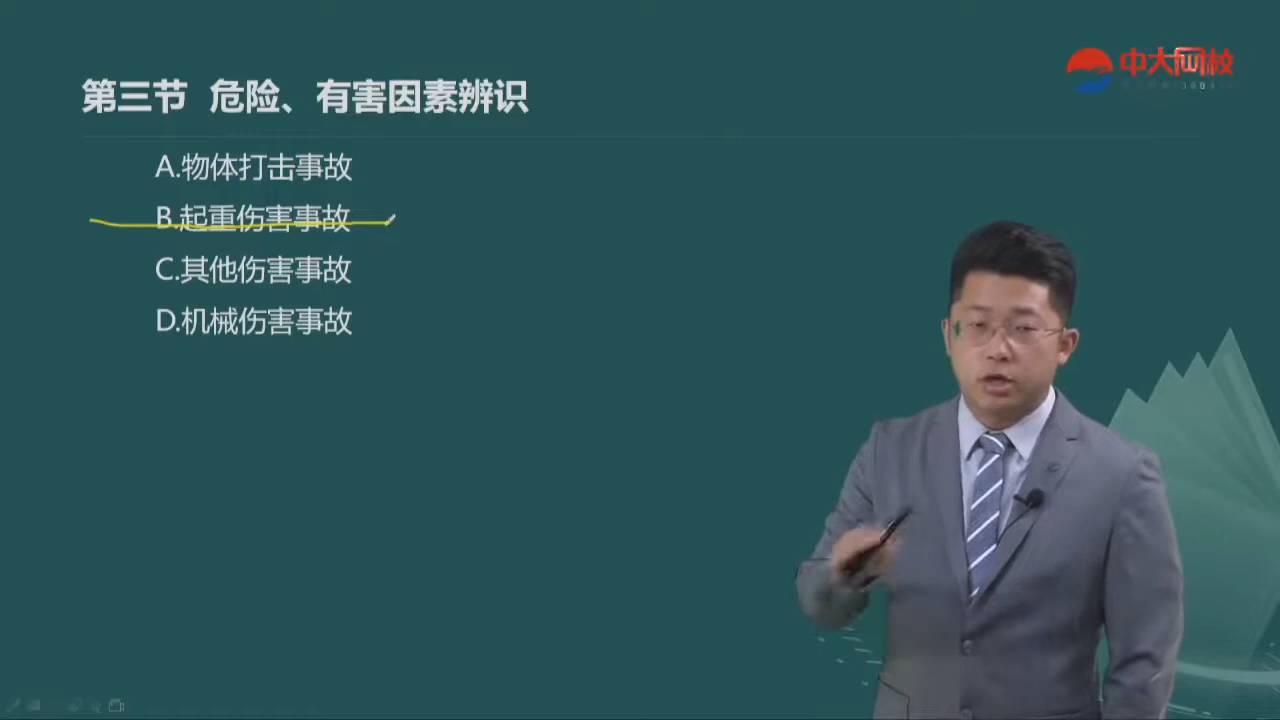 中大网校
第三节 危险、有害因素辨识
A.物体打击事故
B.起重伤害事故
C.其他伤害事故
D.机械伤害事故